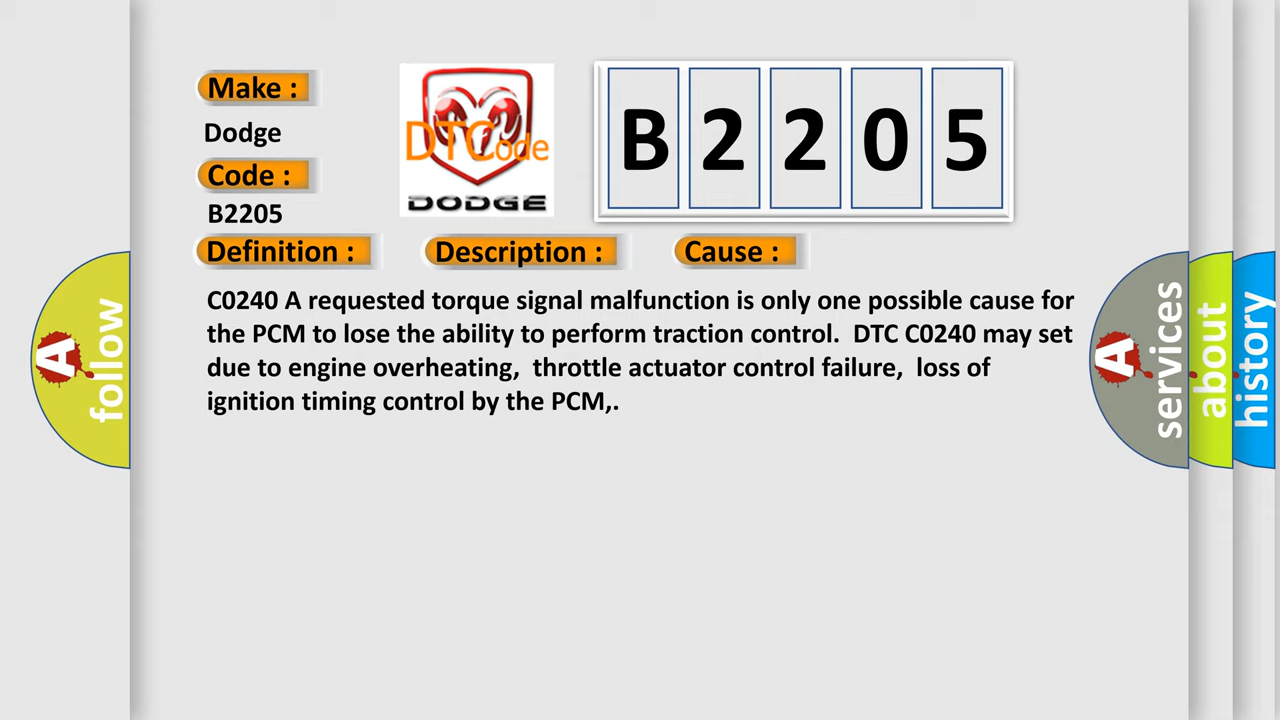 Make :
Dodge
Code :
B2205
DTCode
DODGE
B 2 2 0 5
Definition :
Description :
Cause :
C0240 A requested torque signal malfunction is only one possible cause for
the PCM to lose the ability to perform traction control. DTC C0240 may set
due to engine overheating, throttle actuator control failure, loss of
ignition timing control by the PCM,.
A follow
A services
about
history